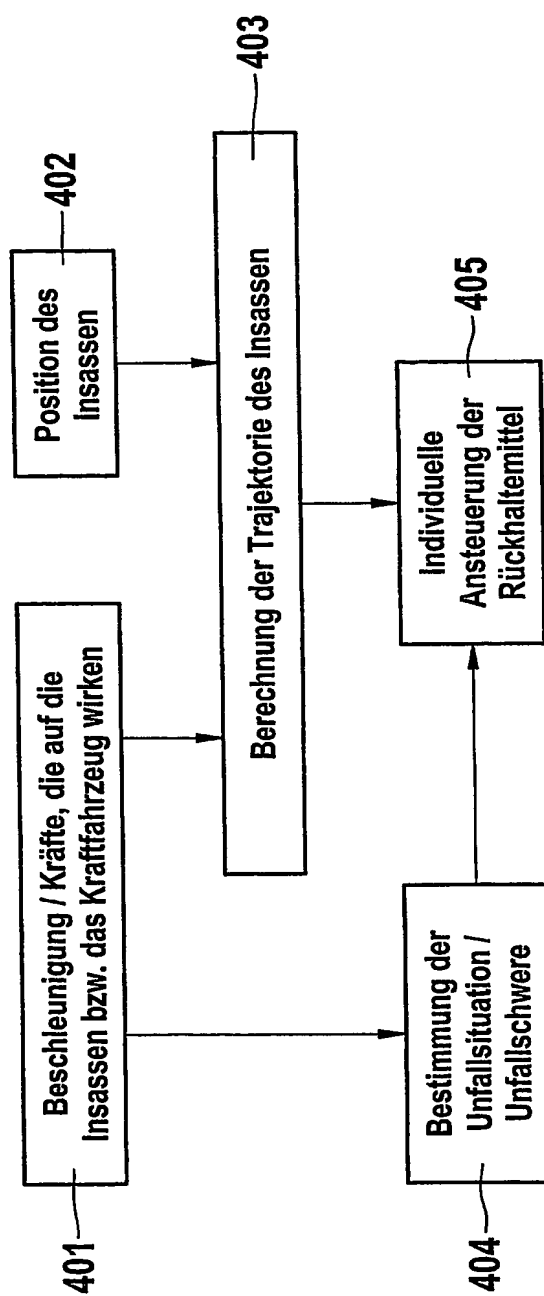 401
Beschleunigung / Kräfte, die auf die
Insassen bzw. das Kraftfahrzeug wirken
Position des
Insassen
402
Berechnung der Trajektorie des Insassen
403
404
Bestimmung der
Unfallsituation /
Unfallschwere
Individuelle
Ansteuerung der
Rückhaltemittel
405